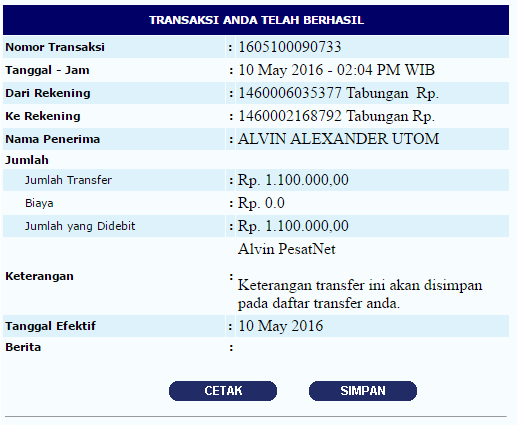 TRANSAKSI ANDA TELAH BERHASIL
Nomor Transaksi : 1605100090733
Tanggal - Jam : 10 May 2016 - 02:04 PM WIB
Dari Rekening : 1460006035377 Tabungan Rp.
Ke Rekening : 1460002168792 Tabungan Rp.
Nama Penerima : ALVIN ALEXANDER UTOM
Jumlah
Jumlah Transfer : Rp. 1.100.000,00
Biaya : Rp. 0.0
Jumlah yang Didebit : Rp. 1.100.000,00
Alvin PesatNet
Keterangan :
Keterangan transfer ini akan disimpan
pada daftar transfer anda.
Tanggal Efektif : 10 May 2016
Berita :
CETAK SIMPAN